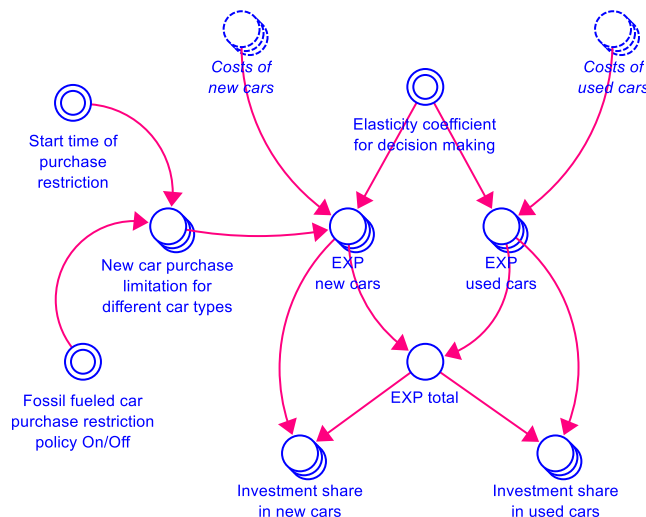 Costs of
new cars
Costs of
used cars
Elasticity coefficient
for decision making
Start time of
purchase
restriction
New car purchase
limitation for
different car types
EXP
new cars
EXP
used cars
Fossil fueled car
purchase restriction
policy On/Off
EXP total
Investment share
in new cars
Investment share
in used cars